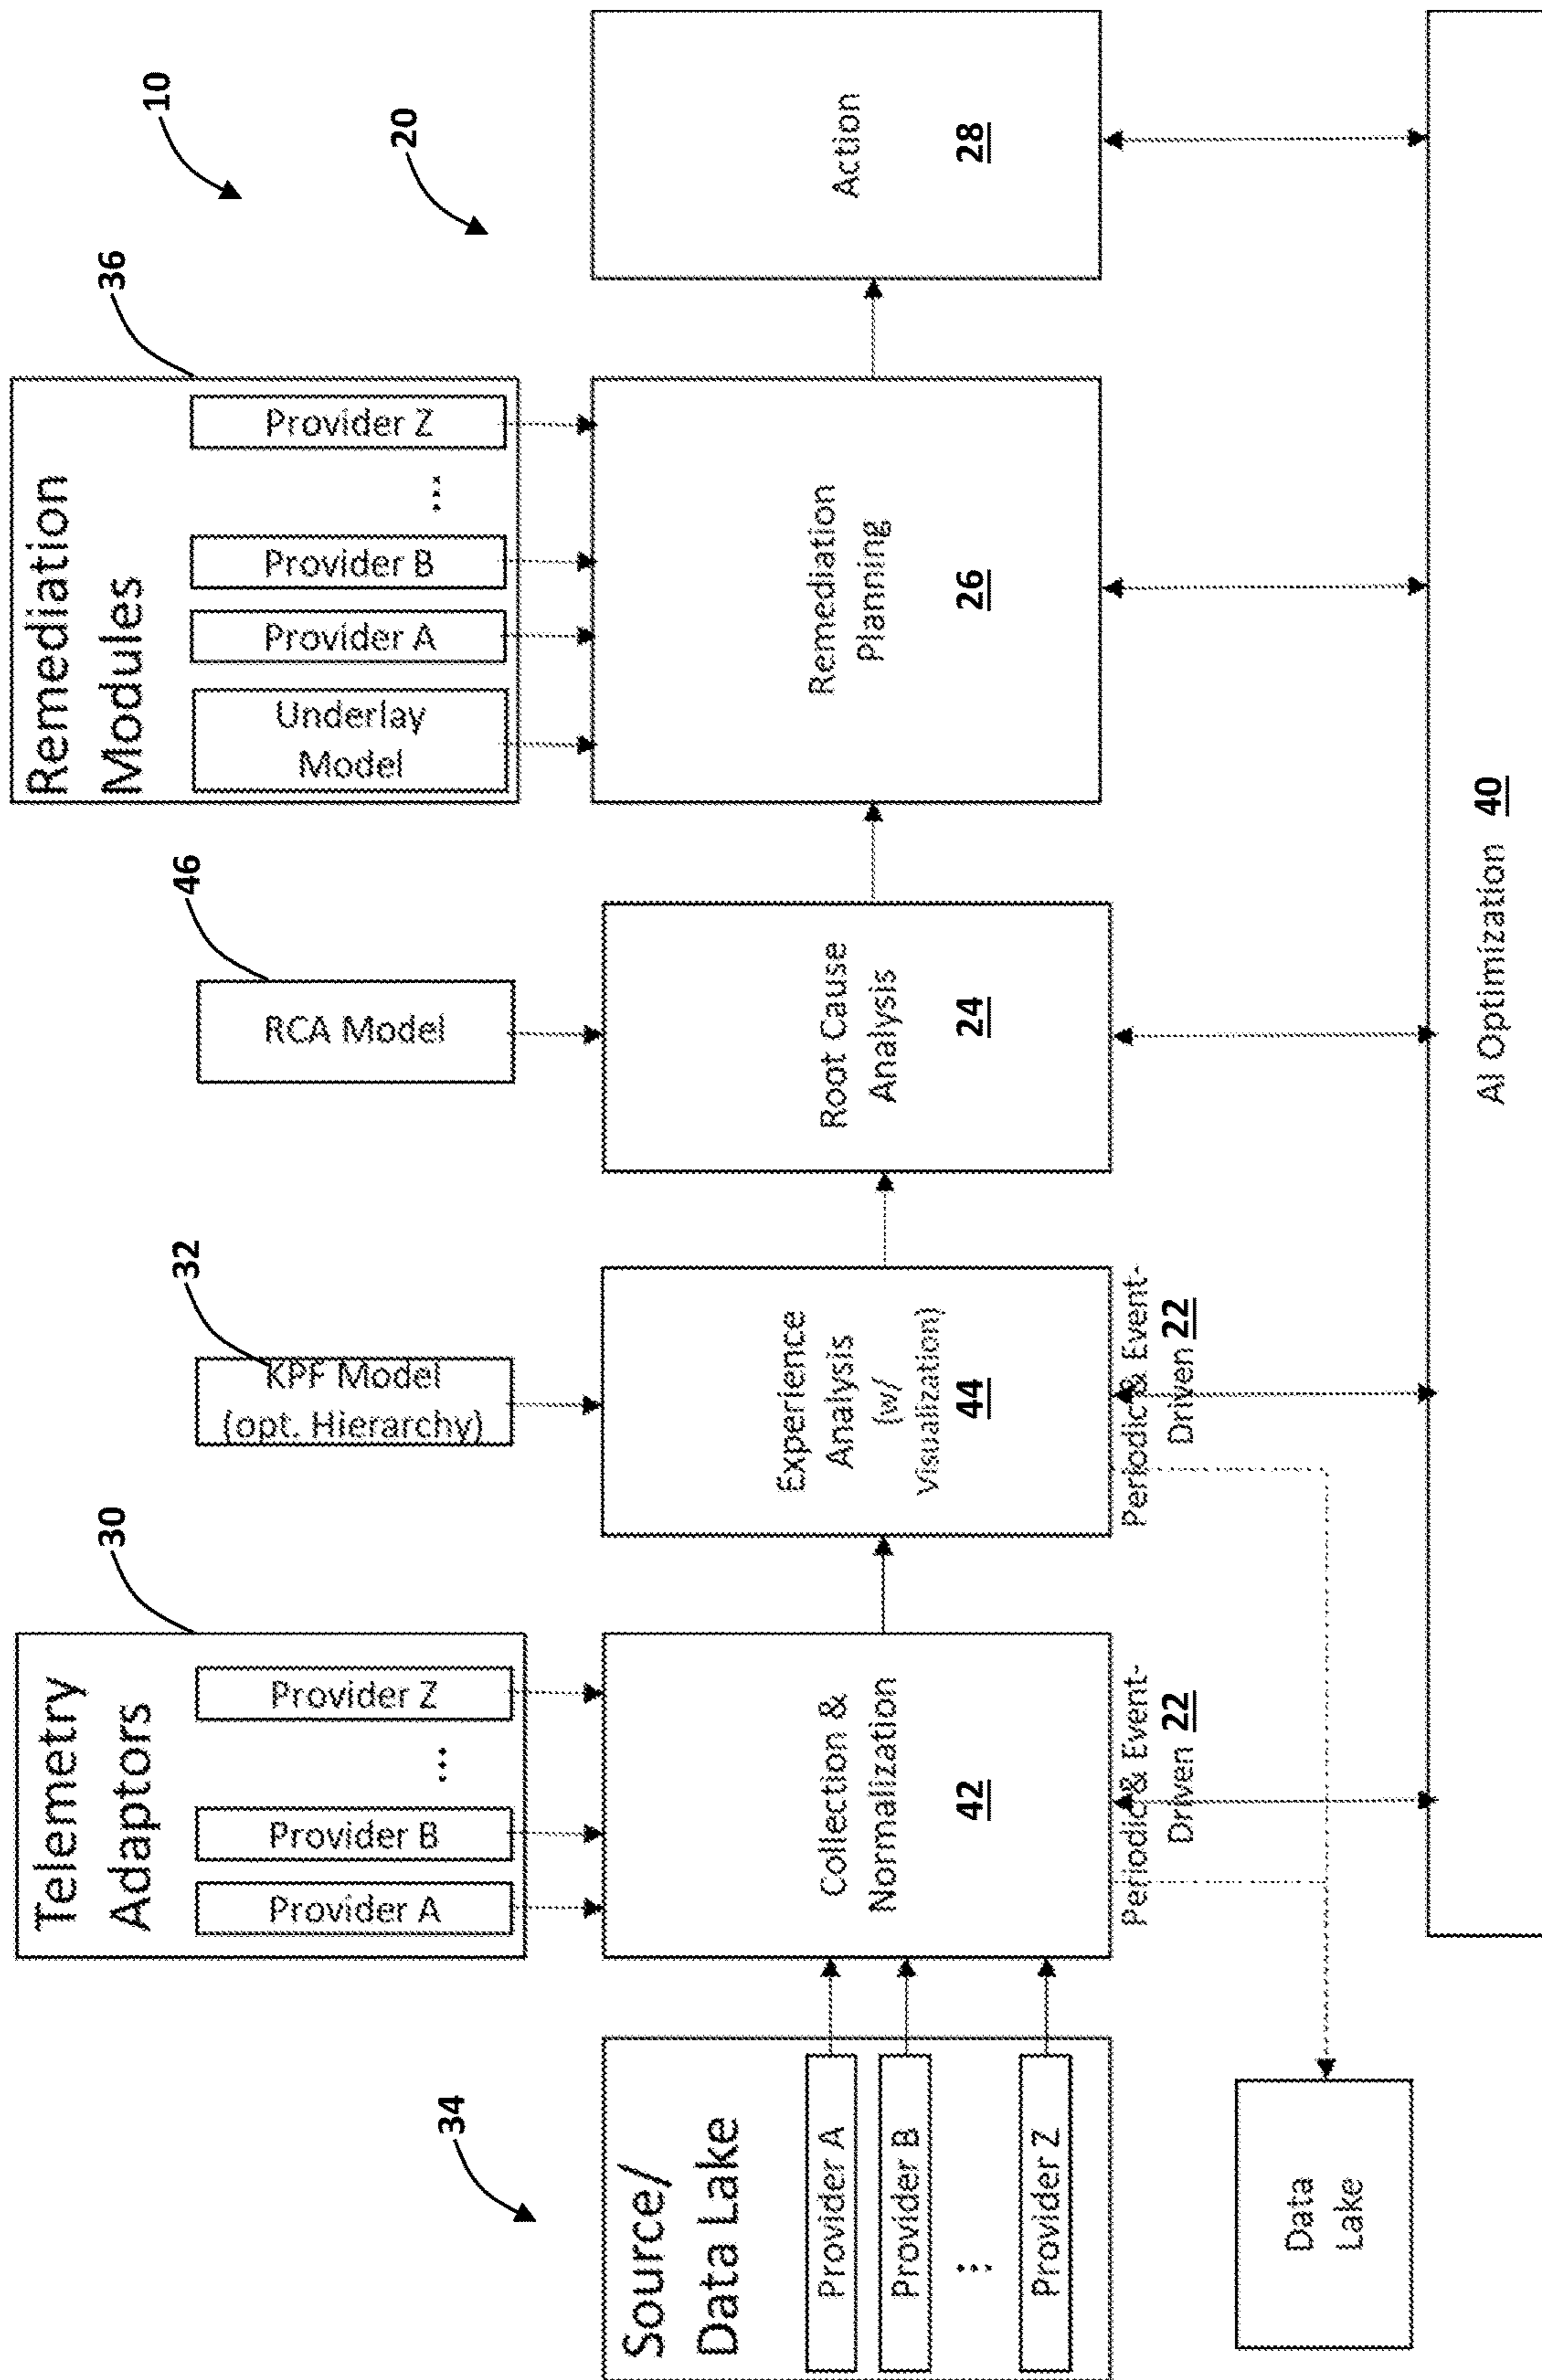 10
20
Telemetry
Adaptors
30
Provider A
Provider B
...
Provider Z
KPF Model
(opt. Hierarchy)
32
RCA Model
46
Remediation
Modules
36
Underlay
Model
Provider A
Provider B
...
Provider Z
34
Source/
Data Lake
Provider A
Provider B
...
Provider Z
Collection &
Normalization
42
Periodic & Event-
Driven 22
Experience
Analysis
(w/
Visualization)
44
Periodic & Event-
Driven 22
Root Cause
Analysis
24
Remediation
Planning
26
Action
28
Data
Lake
AI Optimization 40